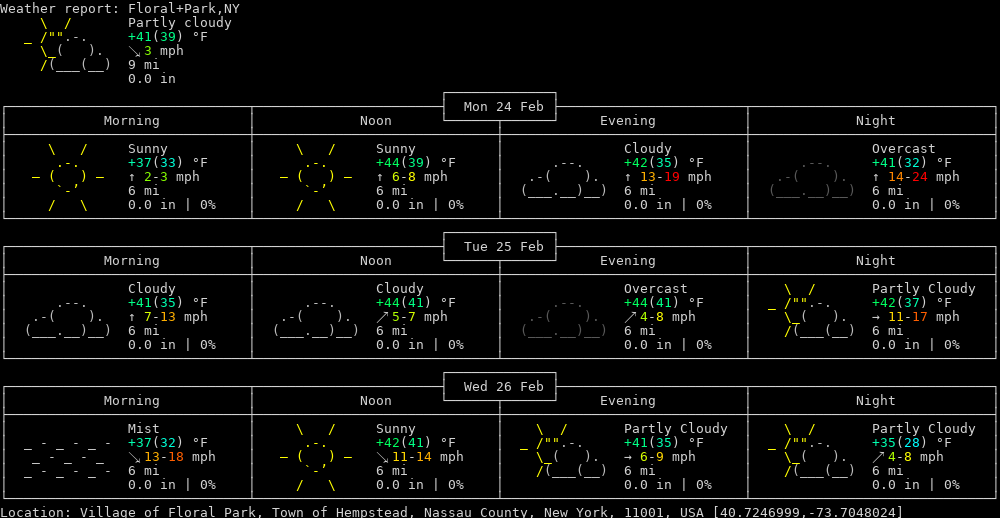 Weather report: Floral+Park,NY
Partly cloudy
+41(39) °F
↘ 3 mph
9 mi
0.0 in
Mon 24 Feb
Morning Noon Evening Night
Sunny Sunny Cloudy Overcast
+37(33) °F +44(39) °F +42(35) °F +41(32) °F
↑ 2-3 mph ↑ 6-8 mph ↑ 13-19 mph ↑ 14-24 mph
6 mi 6 mi 6 mi 6 mi
0.0 in | 0% 0.0 in | 0% 0.0 in | 0% 0.0 in | 0%
Tue 25 Feb
Morning Noon Evening Night
Cloudy Cloudy Overcast Partly Cloudy
+41(35) °F +44(41) °F +44(41) °F +42(37) °F
↑ 7-13 mph ↗ 5-7 mph ↗ 4-8 mph → 11-17 mph
6 mi 6 mi 6 mi 6 mi
0.0 in | 0% 0.0 in | 0% 0.0 in | 0% 0.0 in | 0%
Wed 26 Feb
Morning Noon Evening Night
Mist Sunny Partly Cloudy Partly Cloudy
+37(32) °F +42(41) °F +41(35) °F +35(28) °F
↘ 13-18 mph ↘ 11-14 mph → 6-9 mph ↗ 4-8 mph
6 mi 6 mi 6 mi 6 mi
0.0 in | 0% 0.0 in | 0% 0.0 in | 0% 0.0 in | 0%
Location: Village of Floral Park, Town of Hempstead, Nassau County, New York, 11001, USA [40.7246999,-73.7048024]